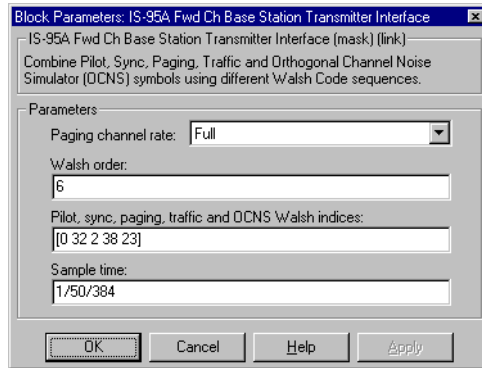 Block Parameters: IS-95A Fwd Ch Base Station Transmitter Interface
IS-95A Fwd Ch Base Station Transmitter Interface (mask) (link)
Combine Pilot, Sync, Paging, Traffic and Orthogonal Channel Noise
Simulator (OCNS) symbols using different Walsh Code sequences.
Parameters
Paging channel rate: Full
Walsh order:
6
Pilot, sync, paging, traffic and OCNS Walsh indices:
[0 32 2 38 23]
Sample time:
1/50/384
OK Cancel Help Apply